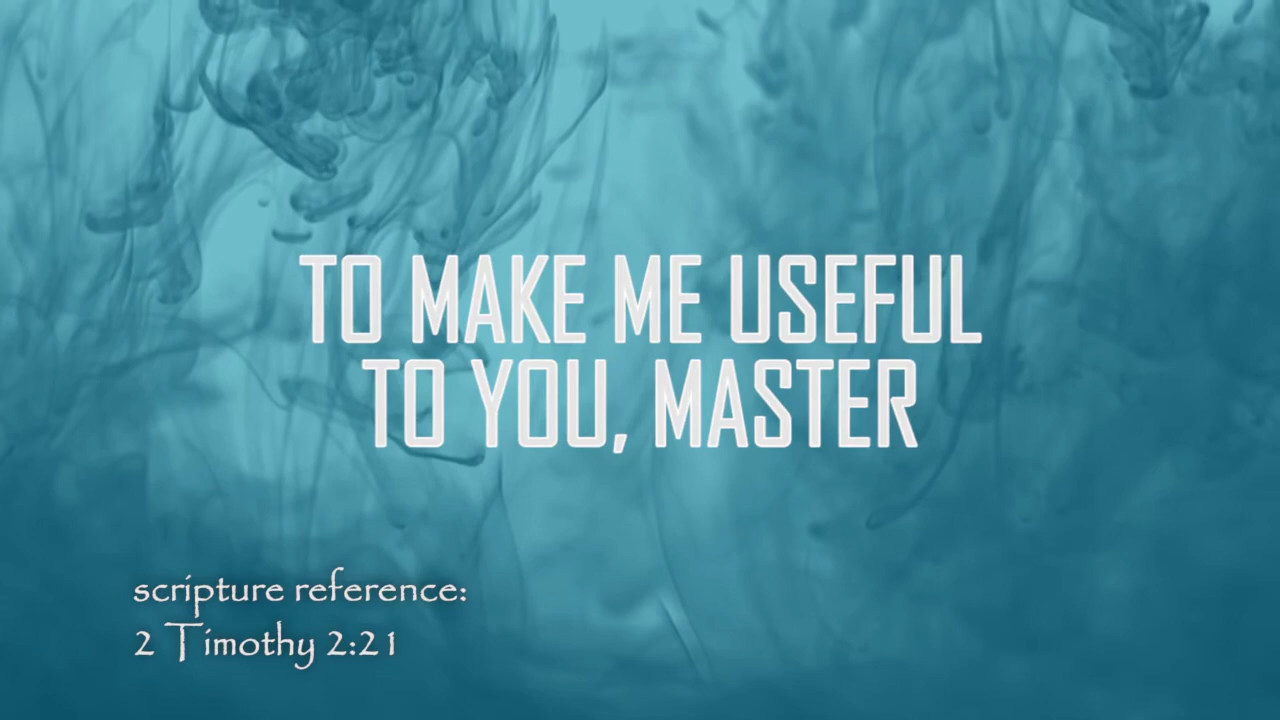 TO MAKE ME USEFUL
TO YOU, MASTER
scripture reference:
2 Timothy 2:21